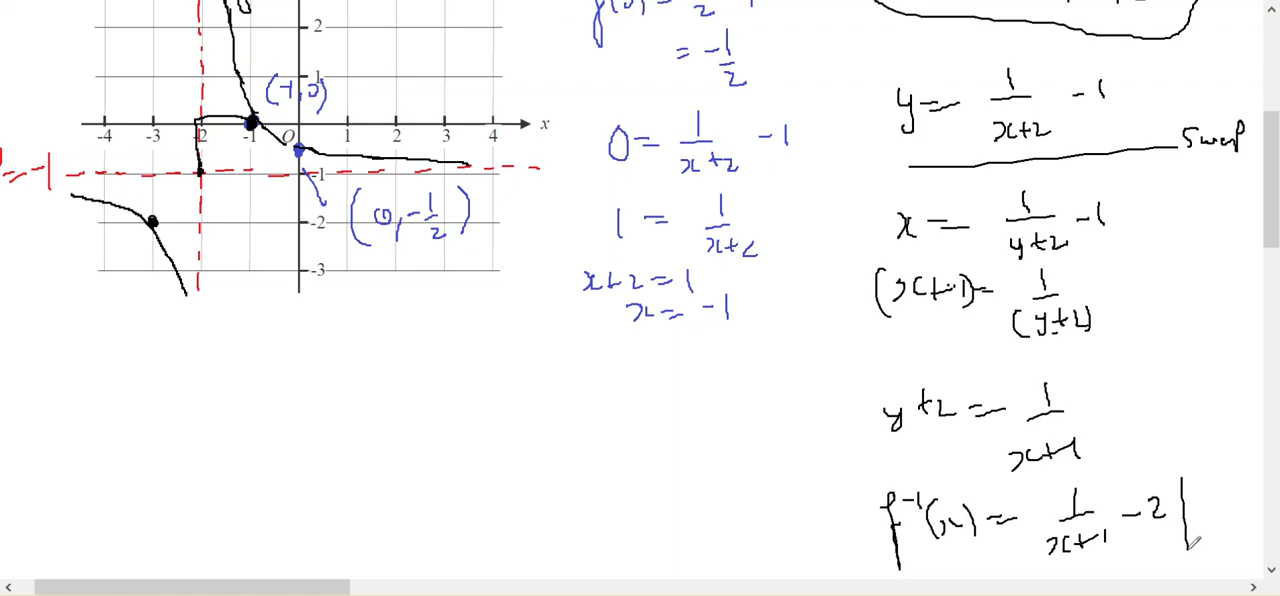 2
1
-4 -3 2 -1 O 1 2 3 4 x
-1
-2
-3
(-1,0)
= -1
(0, -1/2)
= -1/2
0 = 1/(x+2) - 1
1 = 1/(x+2)
x+2 = 1
x = -1
y = 1/(x+2) - 1
swap
x = 1/(y+2) - 1
(x+1) = 1/(y+2)
y+2 = 1/(x+1)
f⁻¹(x) = 1/(x+1) - 2